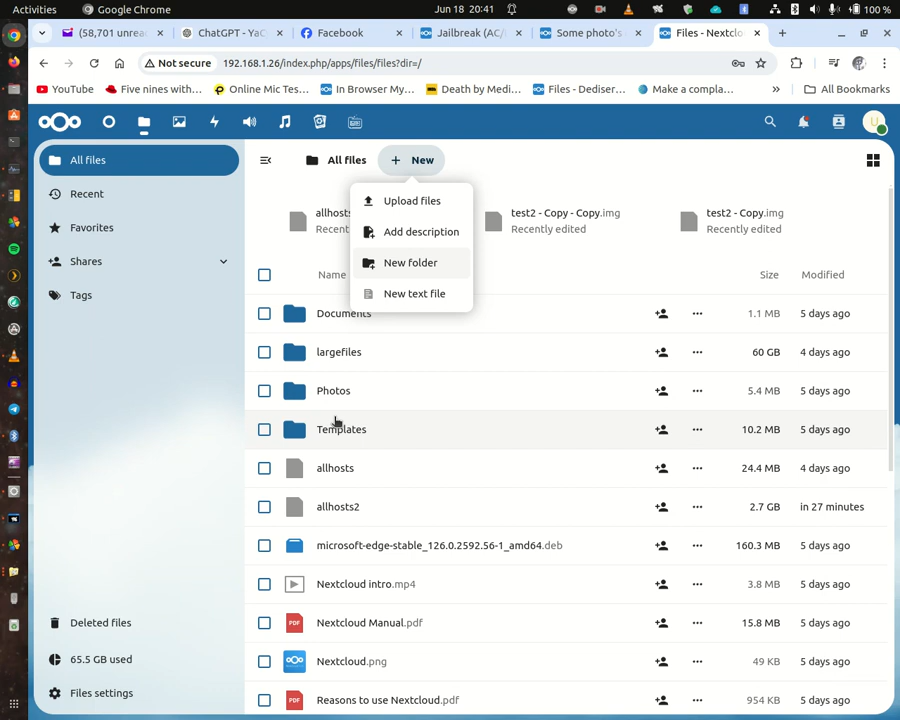 Activities
Google Chrome
Jun 18 20:41
100 %
(58,701 unrea
ChatGPT - YaC
Facebook
Jailbreak (AC/
Some photo's
Files - Nextclo
Not secure
192.168.1.26/index.php/apps/files/files?dir=/
YouTube
Five nines with...
Online Mic Tes...
In Browser My...
Death by Medi...
Files - Dediser...
Make a compla...
»
All Bookmarks
U
All files
Recent
Favorites
Shares
Tags
Deleted files
65.5 GB used
Files settings
All files
+ New
Upload files
Add description
New folder
New text file
allhosts
Recent
test2 - Copy - Copy.img
Recently edited
test2 - Copy.img
Recently edited
Name
Size
Modified
Documents
1.1 MB
5 days ago
largefiles
60 GB
4 days ago
Photos
5.4 MB
5 days ago
Templates
10.2 MB
5 days ago
allhosts
24.4 MB
4 days ago
allhosts2
2.7 GB
in 27 minutes
microsoft-edge-stable_126.0.2592.56-1_amd64.deb
160.3 MB
5 days ago
Nextcloud intro.mp4
3.8 MB
5 days ago
PDF
Nextcloud Manual.pdf
15.8 MB
5 days ago
Nextcloud.png
49 KB
5 days ago
PDF
Reasons to use Nextcloud.pdf
954 KB
5 days ago